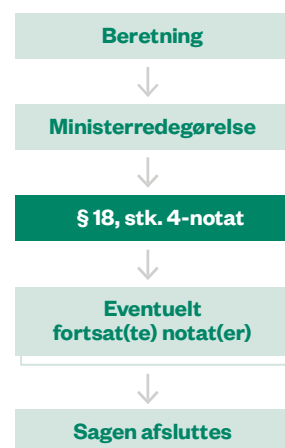 Beretning
Ministerredegørelse
§ 18, stk. 4-notat
Eventuelt
fortsat(te) notat(er)
Sagen afsluttes